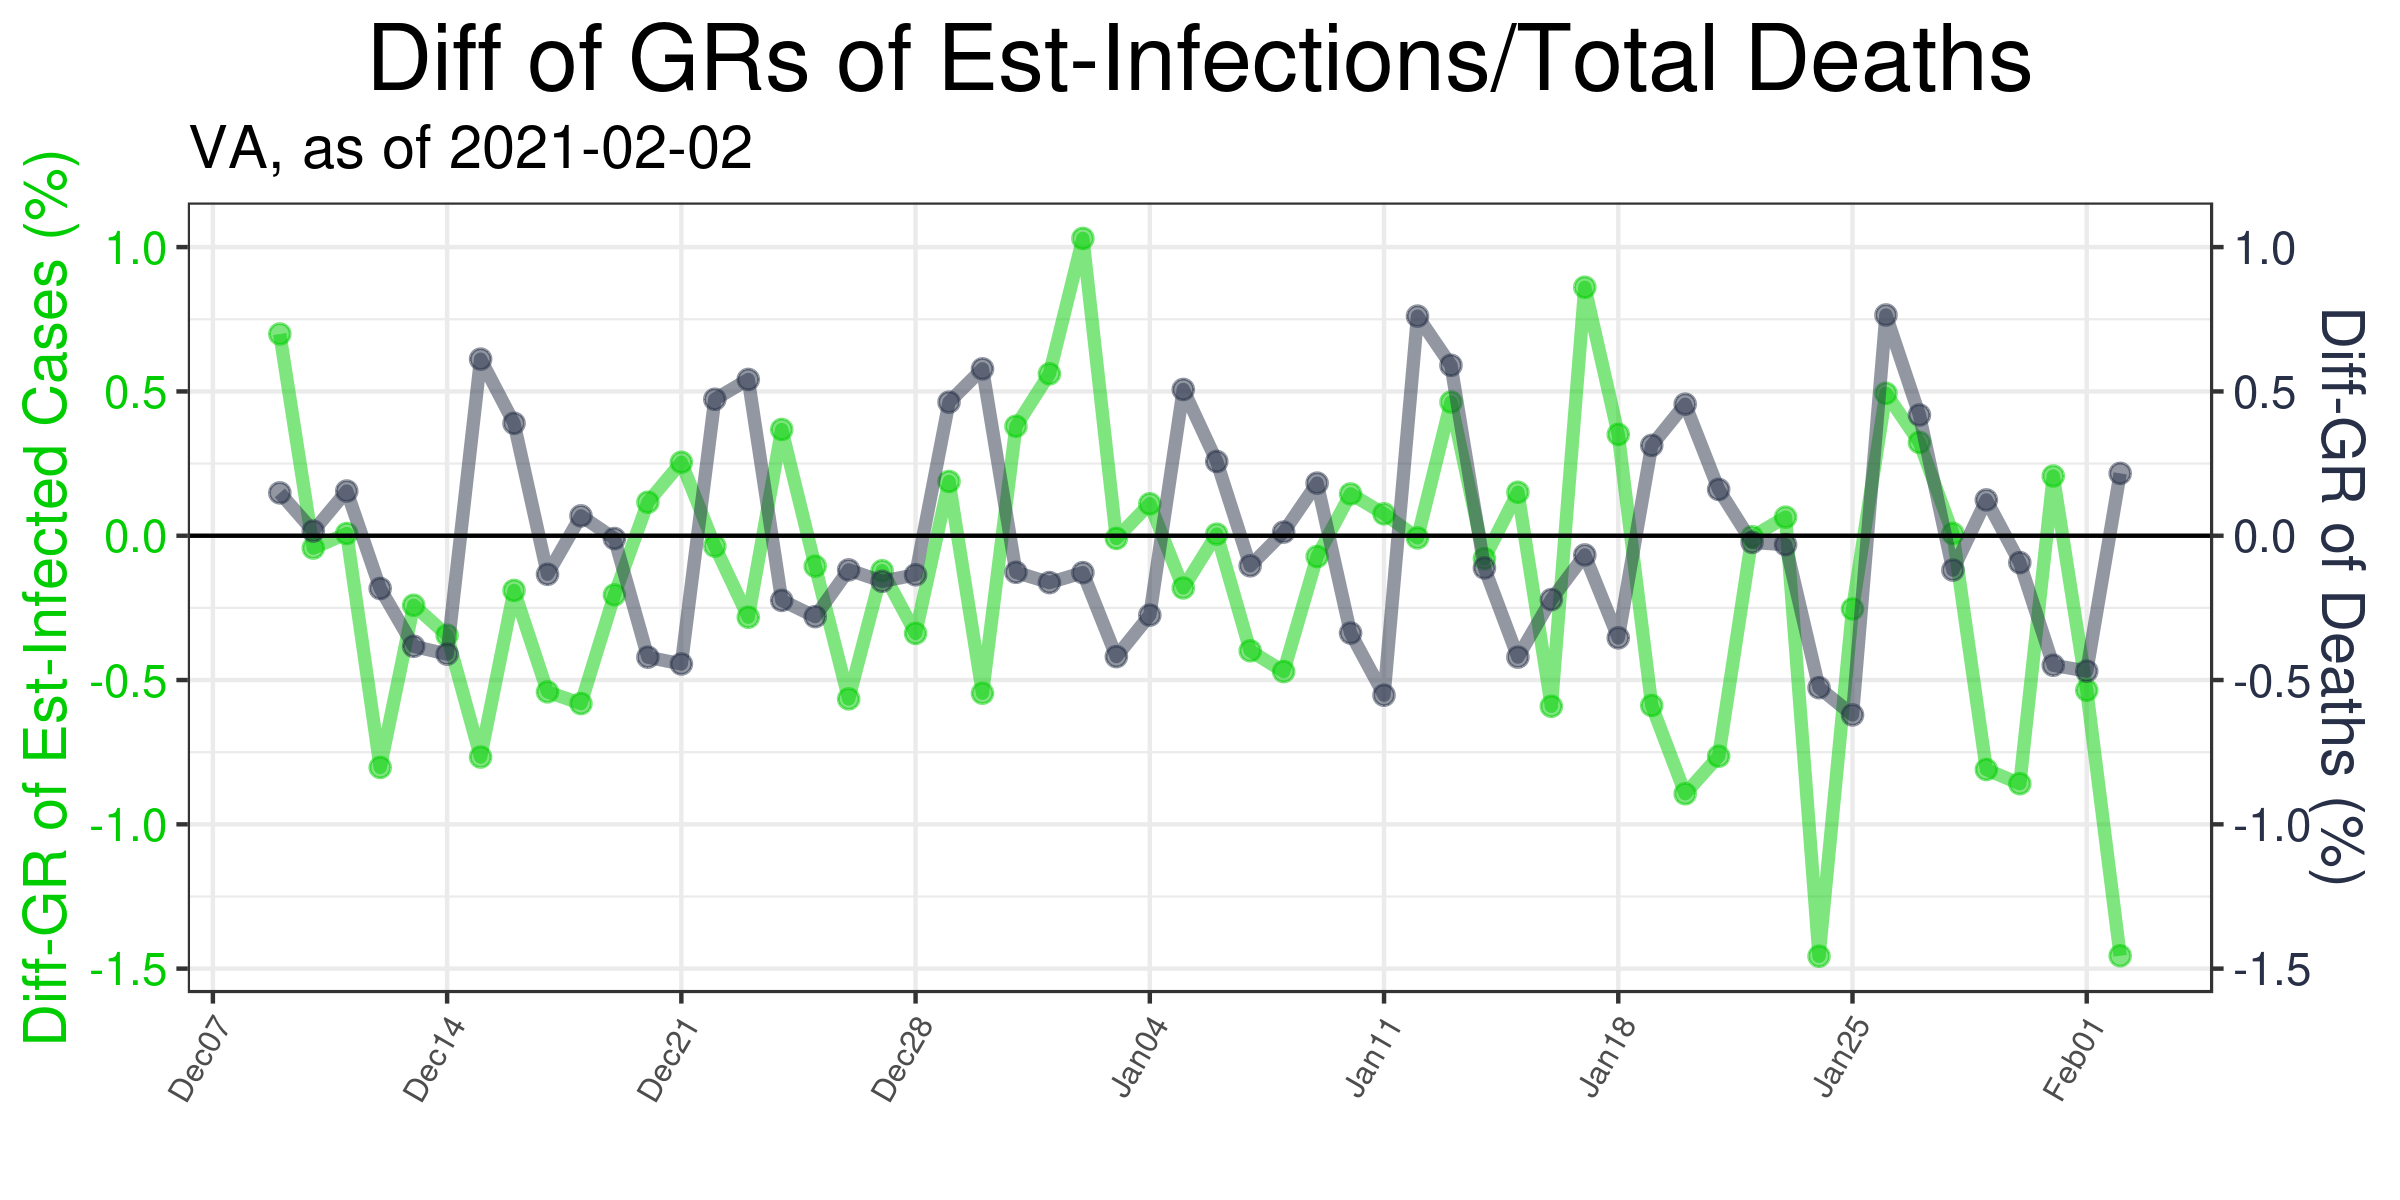 Diff of GRs of Est-Infections/Total Deaths
VA, as of 2021-02-02
Diff-GR of Est-Infected Cases (%)
1.0
0.5
0.0
-0.5
-1.0
-1.5
1.0
0.5
0.0
-0.5
-1.0
-1.5
Diff-GR of Deaths (%)
Dec07
Dec14
Dec21
Dec28
Jan04
Jan11
Jan18
Jan25
Feb01